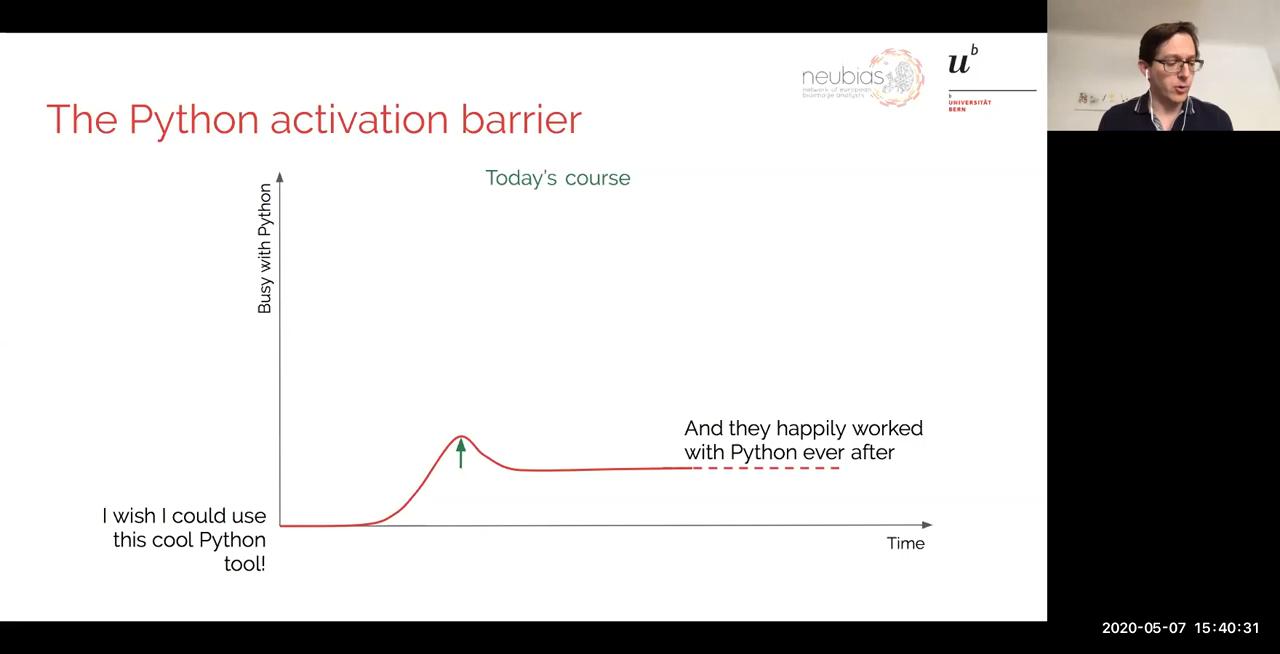 neubias
network of european
bioimage analysts
u^b
b
UNIVERSITÄT
BERN
The Python activation barrier
Today's course
Busy with Python
And they happily worked
with Python ever after
I wish I could use
this cool Python
tool!
Time
2020-05-07 15:40:31